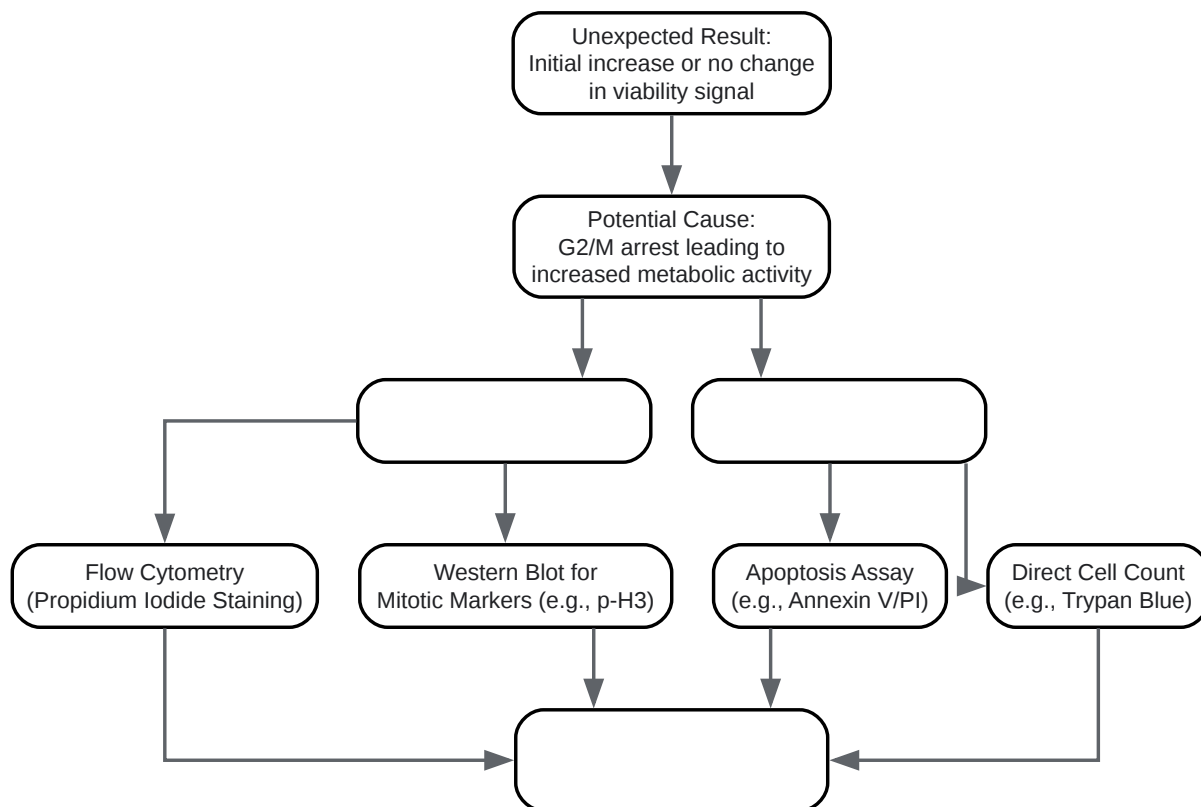 Unexpected Result:
Initial increase or no change
in viability signal
Potential Cause:
G2/M arrest leading to
increased metabolic activity
Flow Cytometry
(Propidium Iodide Staining)
Western Blot for
Mitotic Markers (e.g., p-H3)
Apoptosis Assay
(e.g., Annexin V/PI)
Direct Cell Count
(e.g., Trypan Blue)